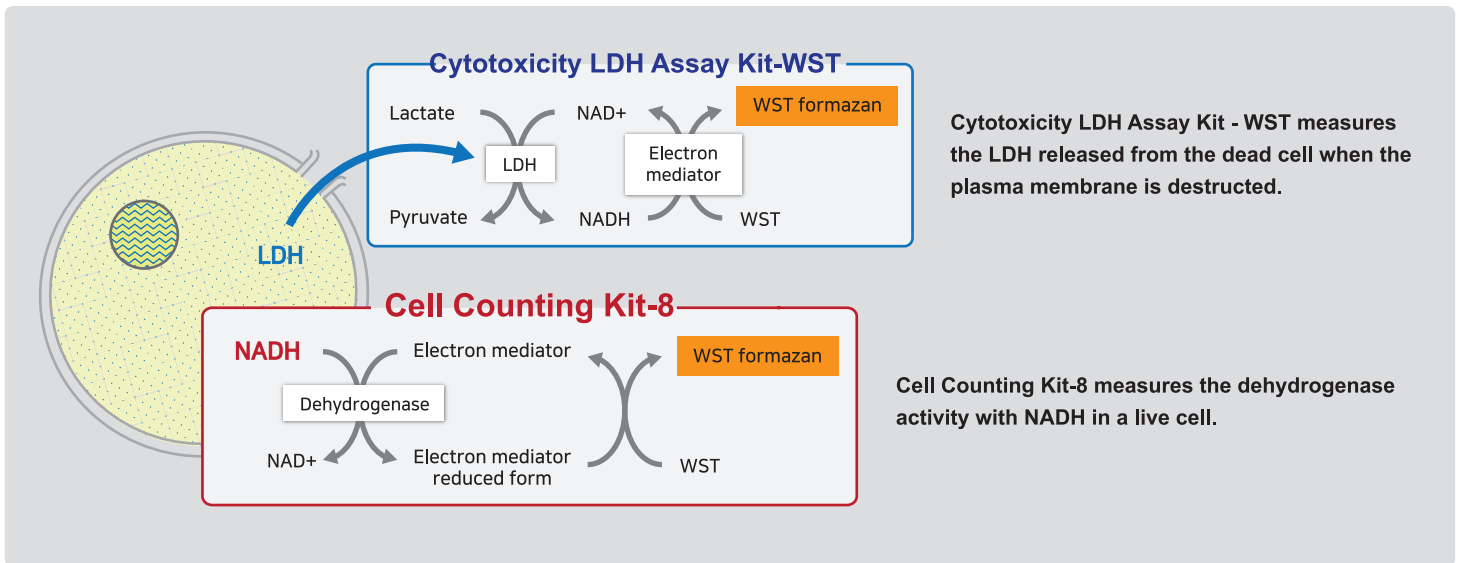 Cytotoxicity LDH Assay Kit-WST
Lactate
NAD+
WST formazan
LDH
Electron
mediator
Pyruvate
NADH
WST
LDH
Cytotoxicity LDH Assay Kit - WST measures
the LDH released from the dead cell when the
plasma membrane is destructed.
Cell Counting Kit-8
NADH
Electron mediator
WST formazan
Dehydrogenase
NAD+
Electron mediator
reduced form
WST
Cell Counting Kit-8 measures the dehydrogenase
activity with NADH in a live cell.